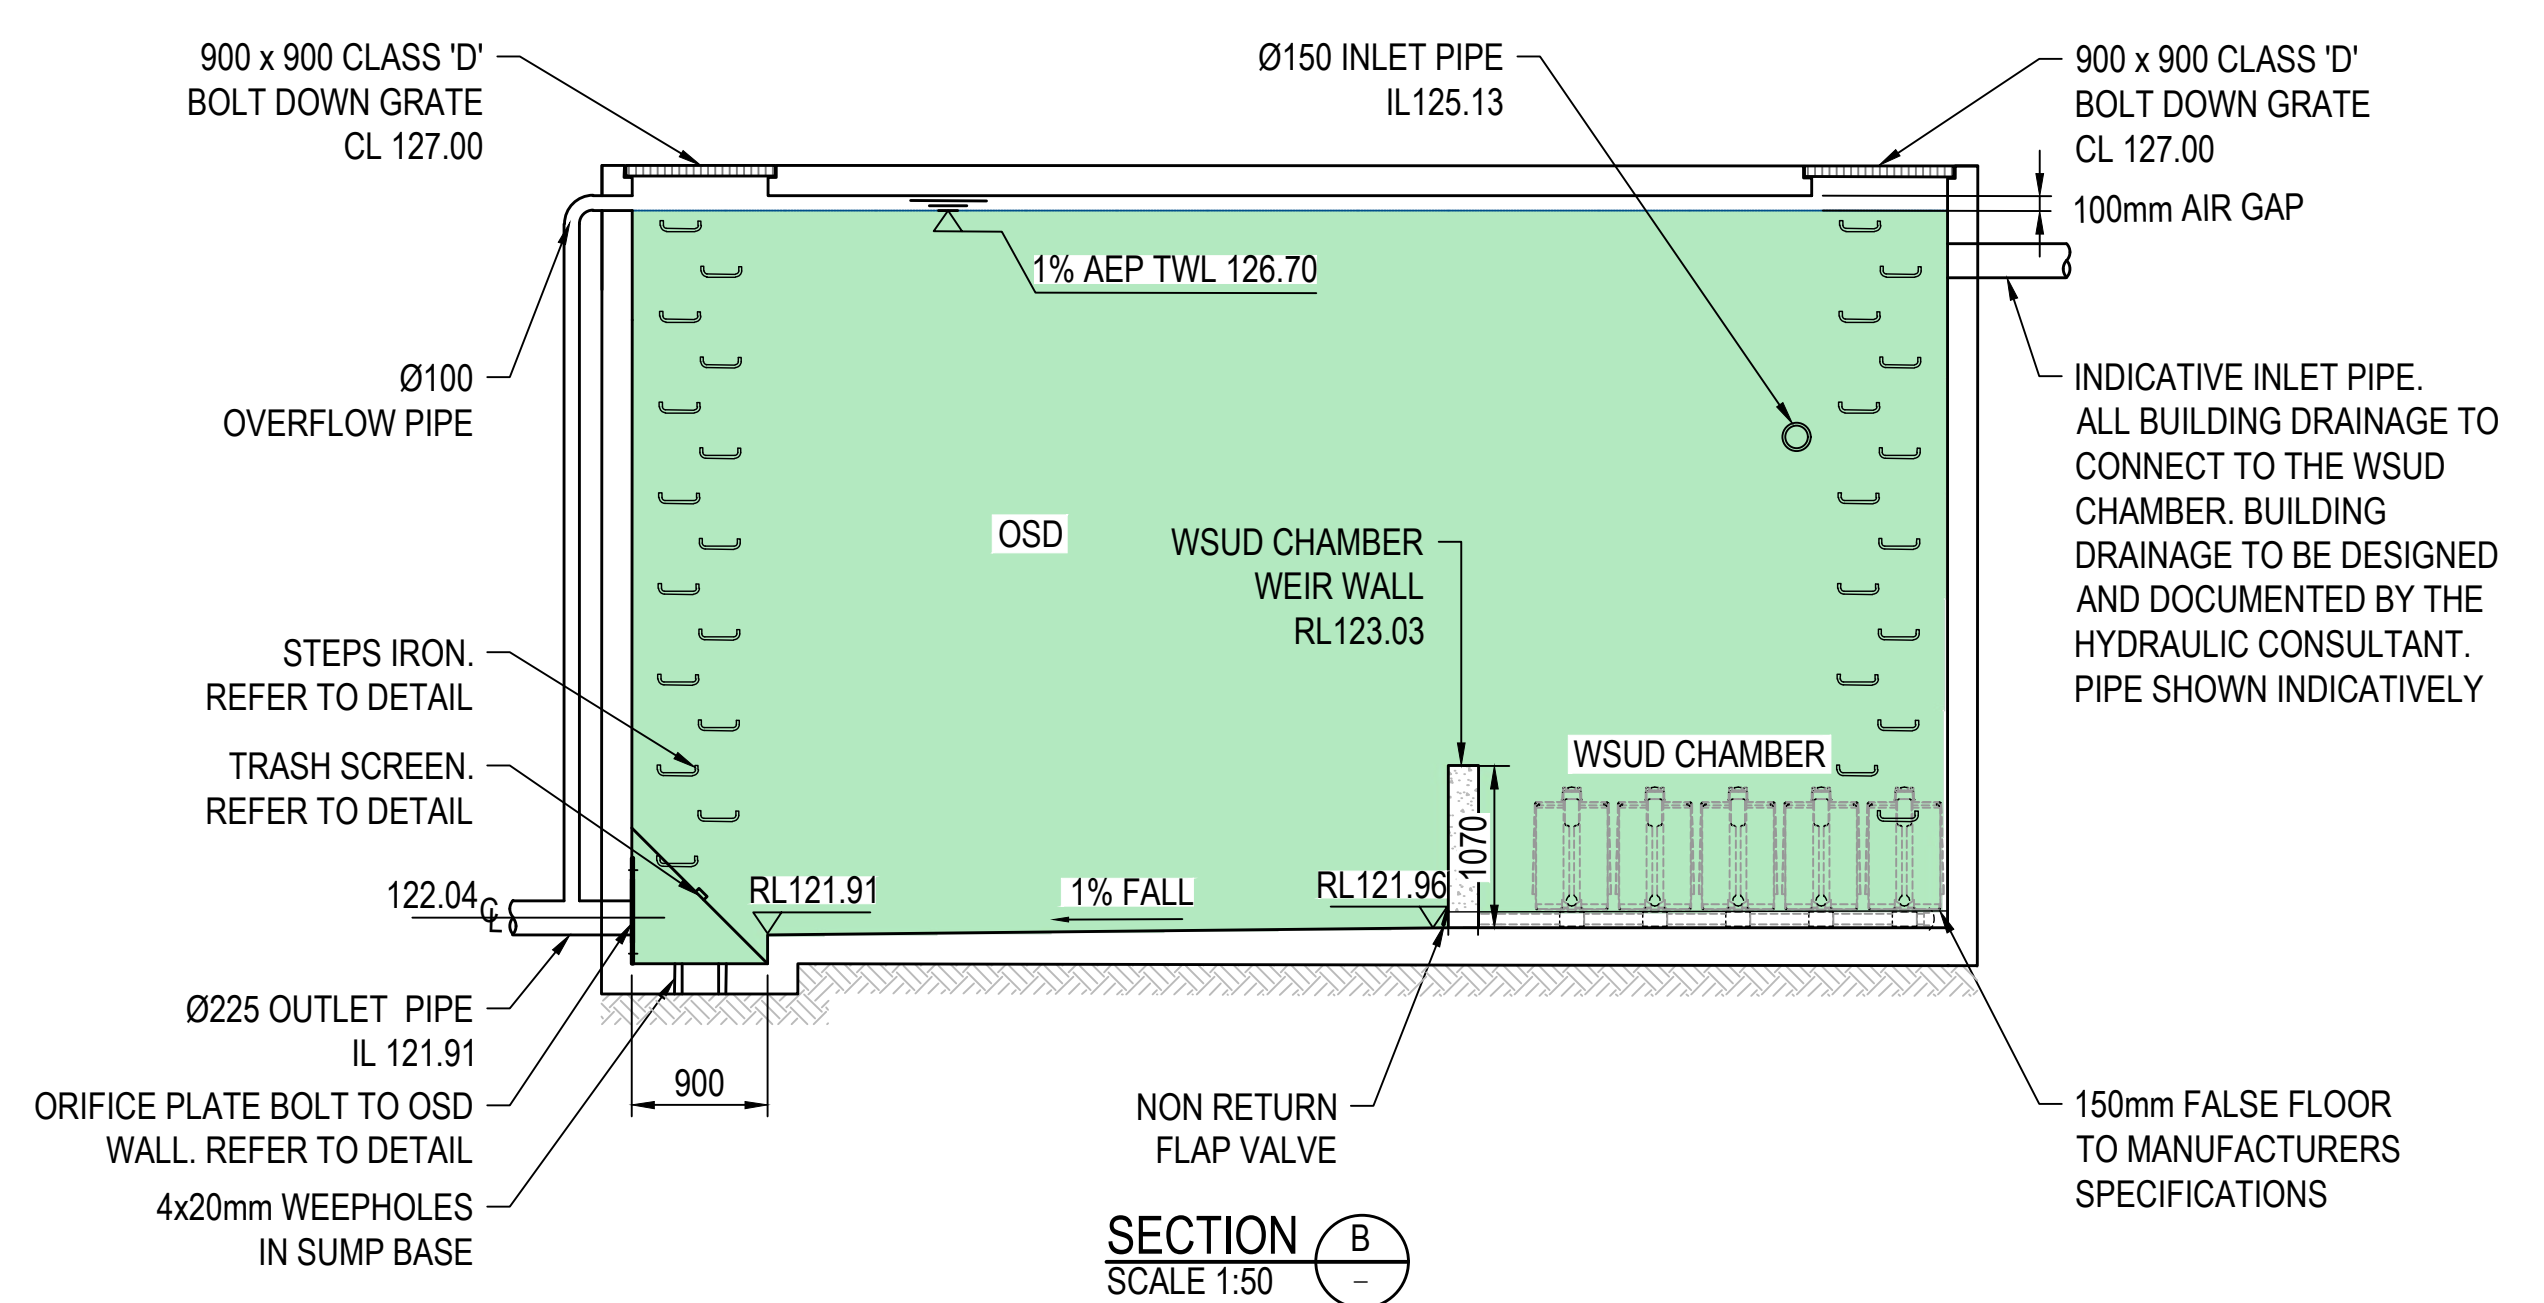 900 x 900 CLASS 'D'
BOLT DOWN GRATE
CL 127.00
Ø150 INLET PIPE
IL125.13
900 x 900 CLASS 'D'
BOLT DOWN GRATE
CL 127.00
100mm AIR GAP
1% AEP TWL 126.70
Ø100
OVERFLOW PIPE
INDICATIVE INLET PIPE.
ALL BUILDING DRAINAGE TO
CONNECT TO THE WSUD
CHAMBER. BUILDING
DRAINAGE TO BE DESIGNED
AND DOCUMENTED BY THE
HYDRAULIC CONSULTANT.
PIPE SHOWN INDICATIVELY
OSD
WSUD CHAMBER
WEIR WALL
RL123.03
STEPS IRON.
REFER TO DETAIL
TRASH SCREEN.
REFER TO DETAIL
WSUD CHAMBER
1070
122.04 CL
RL121.91
1% FALL
RL121.96
Ø225 OUTLET PIPE
IL 121.91
ORIFICE PLATE BOLT TO OSD
WALL. REFER TO DETAIL
4x20mm WEEPHOLES
IN SUMP BASE
900
NON RETURN
FLAP VALVE
150mm FALSE FLOOR
TO MANUFACTURERS
SPECIFICATIONS
SECTION B
SCALE 1:50 –